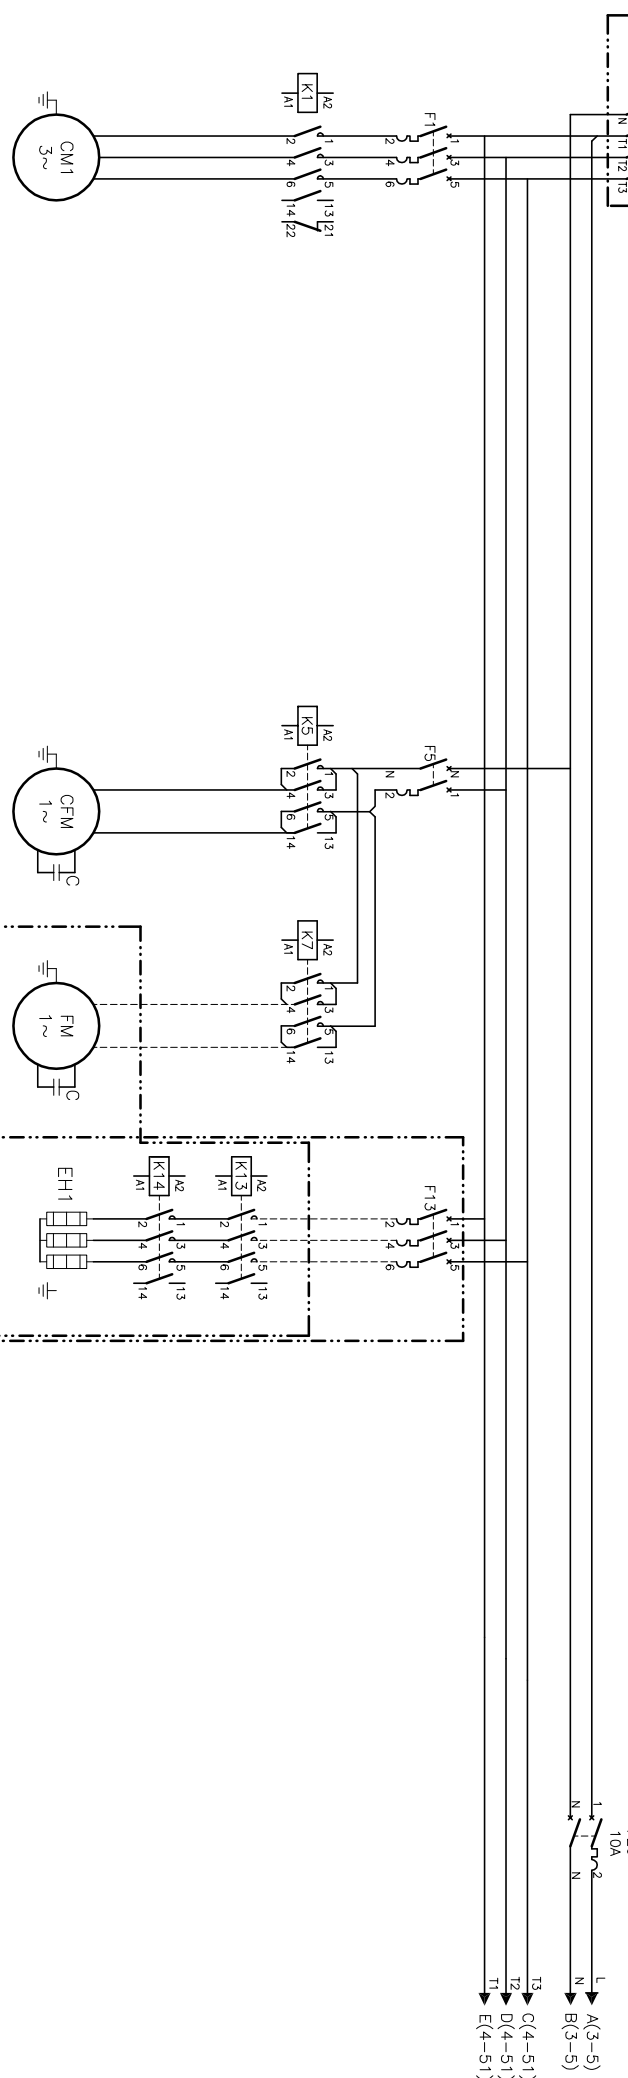 N
T1
T2
T3
F1
1
3
5
2
4
6
K1
A2
A1
1
3
5
13
21
2
4
6
14
22
CM1
3~
F5
N
1
N
2
K5
A2
A1
1
3
5
13
2
4
6
14
CFM
1~
C
K7
A2
A1
1
3
5
13
2
4
6
14
FM
1~
C
F13
1
3
5
2
4
6
K13
A2
A1
1
3
5
13
2
4
6
14
K14
A2
A1
1
3
5
13
2
4
6
14
EH1
10A
1
2
N
N
L
A(3-5)
N
B(3-5)
T3
C(4-51)
T2
D(4-51)
T1
E(4-51)